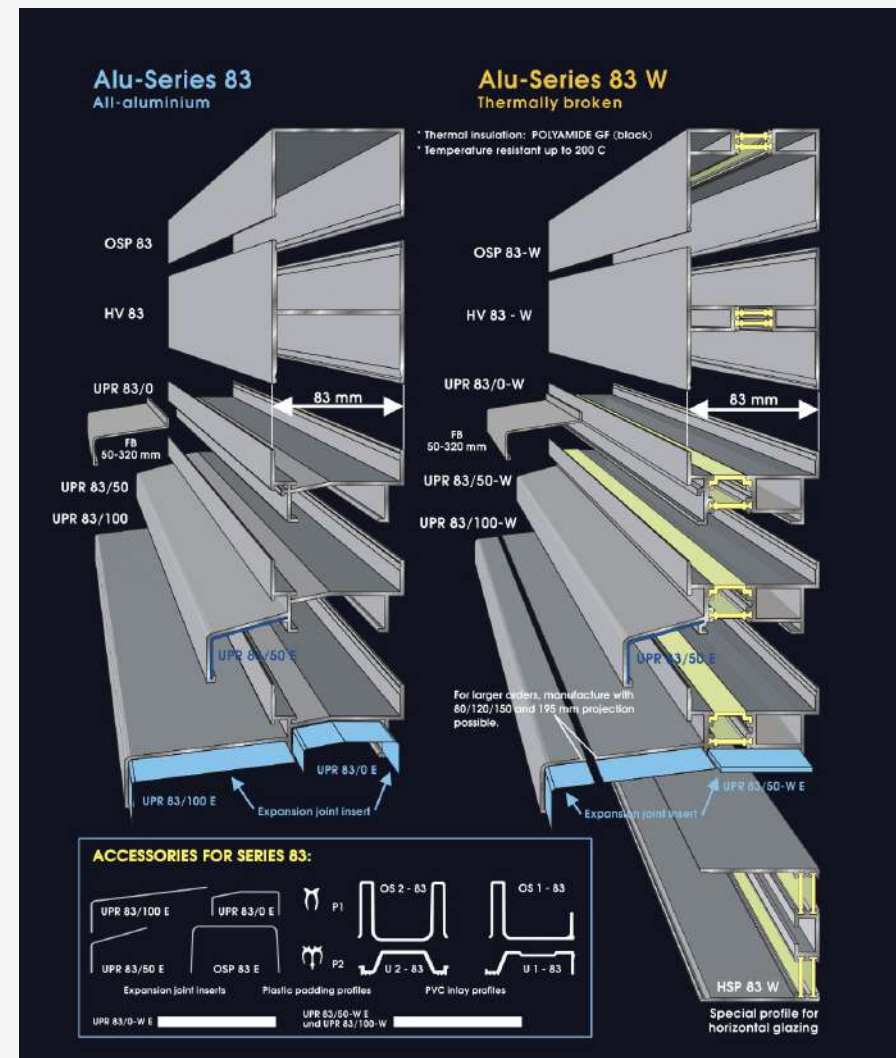 Alu-Series 83
All-aluminium
Alu-Series 83 W
Thermally broken
* Thermal insulation: POLYAMIDE GF (black)
* Temperature resistant up to 200 C
OSP 83
OSP 83-W
HV 83
HV 83 - W
UPR 83/0
83 mm
UPR 83/0-W
83 mm
FB
50-320 mm
FB
50-320 mm
UPR 83/50
UPR 83/100
UPR 83/50-W
UPR 83/100-W
UPR 83/50 E
UPR 83/50 E
For larger orders, manufacture with
80/120/150 and 195 mm projection
possible.
UPR 83/0 E
UPR 83/100 E
Expansion joint insert
UPR 83/50-W E
Expansion joint insert
ACCESSORIES FOR SERIES 83:
UPR 83/100 E
UPR 83/0 E
P1
OS 2 - 83
OS 1 - 83
UPR 83/50 E
OSP 83 E
P2
U 2 - 83
U 1 - 83
Expansion joint inserts
Plastic padding profiles
PVC inlay profiles
UPR 83/0-W E
UPR 83/50-W E
und UPR 83/100-W
HSP 83 W
Special profile for
horizontal glazing